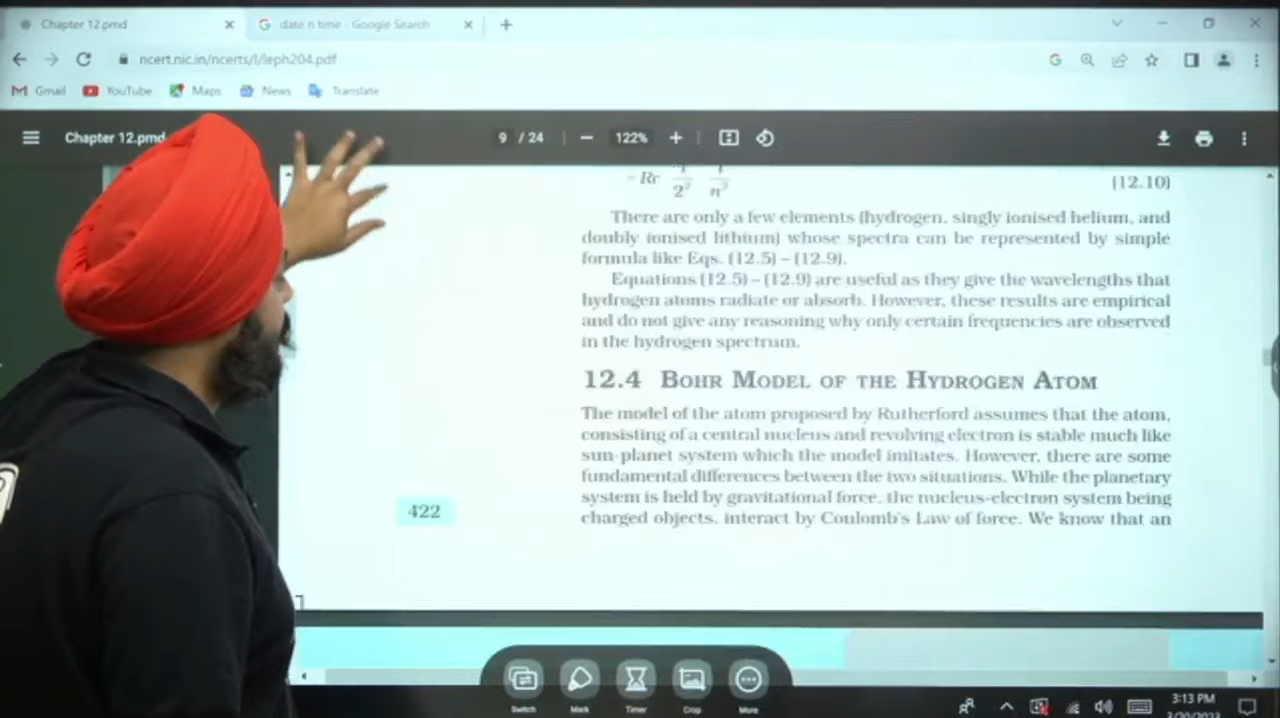 Chapter 12.pmd
date n time - Google Search
ncert.nic.in/ncerts/l/leph204.pdf
Gmail YouTube Maps News Translate
Chapter 12.pmd 9 / 24 122%
= Rc 1/2² 1/n² [12.10]
There are only a few elements (hydrogen, singly ionised helium, and
doubly ionised lithium) whose spectra can be represented by simple
formula like Eqs. (12.5) – (12.9).
Equations (12.5) – (12.9) are useful as they give the wavelengths that
hydrogen atoms radiate or absorb. However, these results are empirical
and do not give any reasoning why only certain frequencies are observed
in the hydrogen spectrum.
12.4 BOHR MODEL OF THE HYDROGEN ATOM
The model of the atom proposed by Rutherford assumes that the atom,
consisting of a central nucleus and revolving electron is stable much like
sun-planet system which the model imitates. However, there are some
fundamental differences between the two situations. While the planetary
system is held by gravitational force, the nucleus-electron system being
charged objects, interact by Coulomb's Law of force. We know that an
422
Switch Mark Timer Crop More
3:13 PM